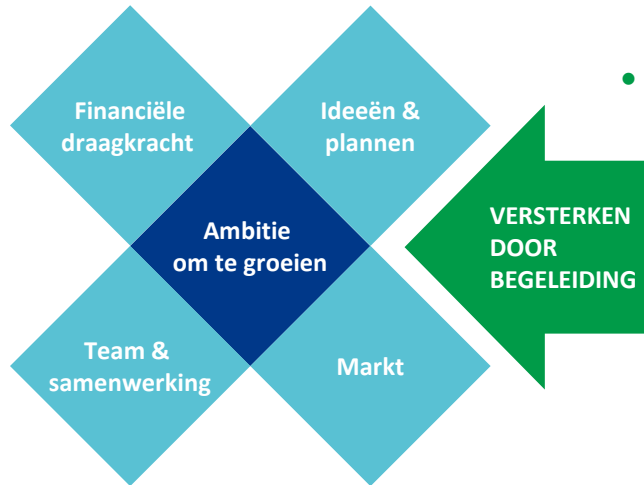 Financiële
draagkracht
Ideeën &
plannen
Ambitie
om te groeien
VERSTERKEN
DOOR
BEGELEIDING
Team &
samenwerking
Markt